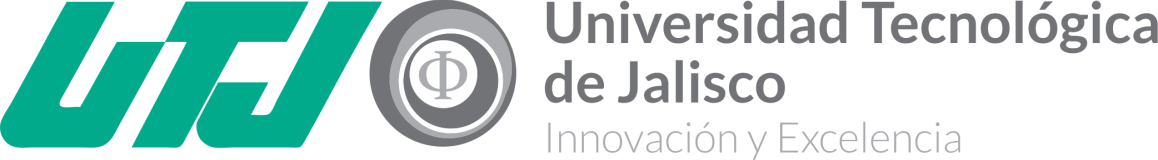 UTJ
Φ
Universidad Tecnológica
de Jalisco
Innovación y Excelencia